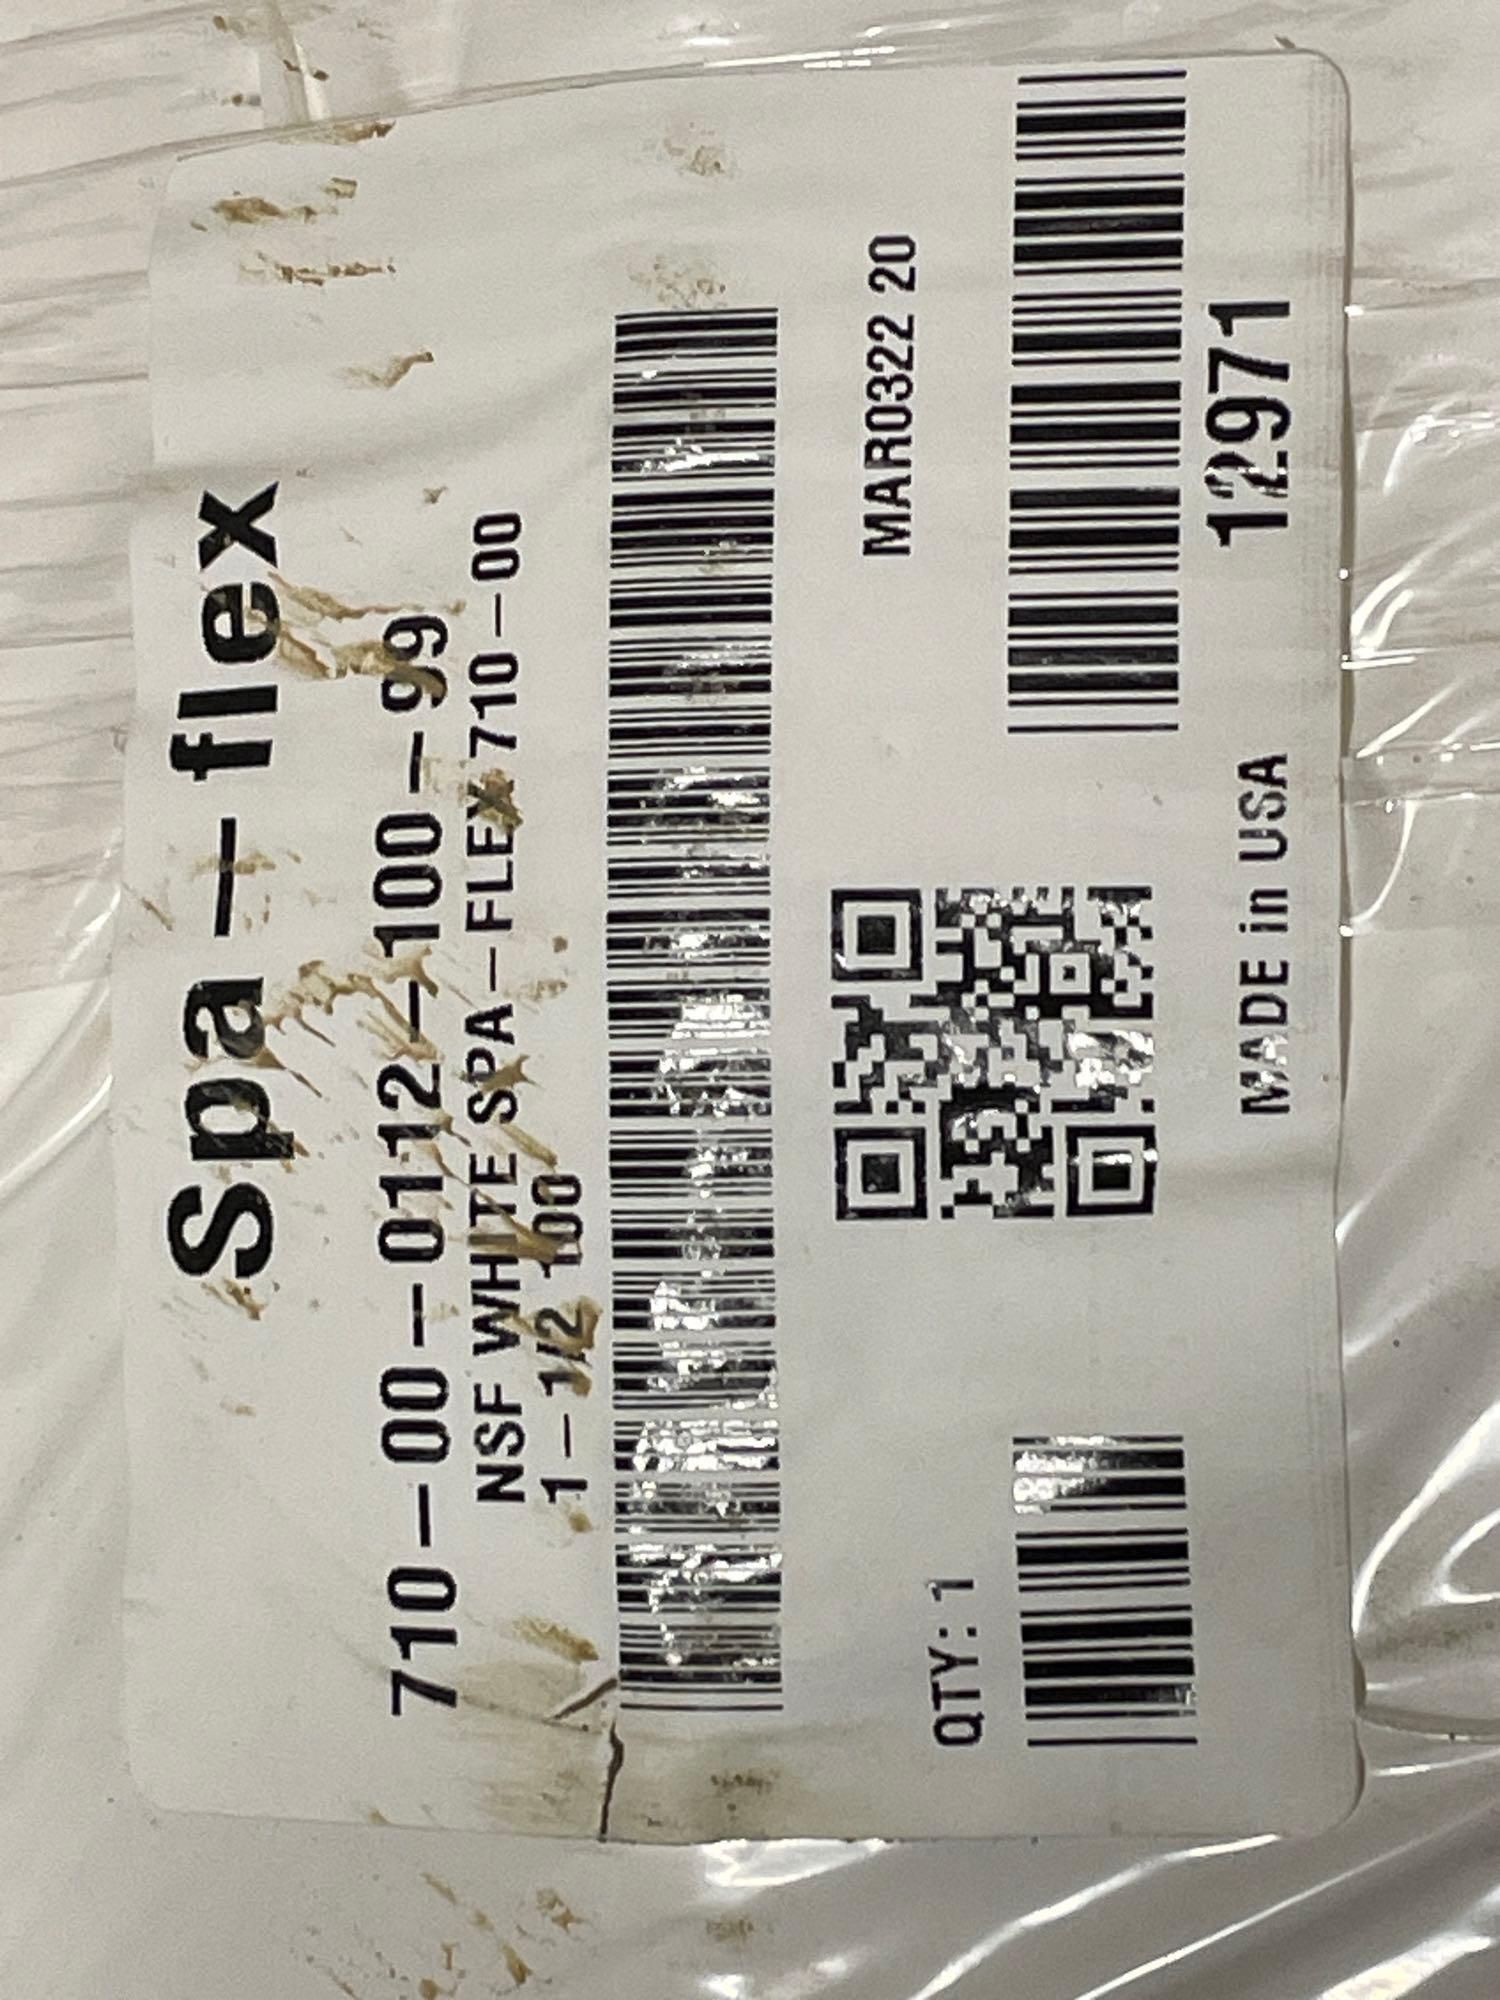 Spa-flex
710-00-0112-100-99
NSF WHITE SPA-FLEX 710-00
1-1/2 100
MAR0322 20
QTY: 1
12971
MADE in USA